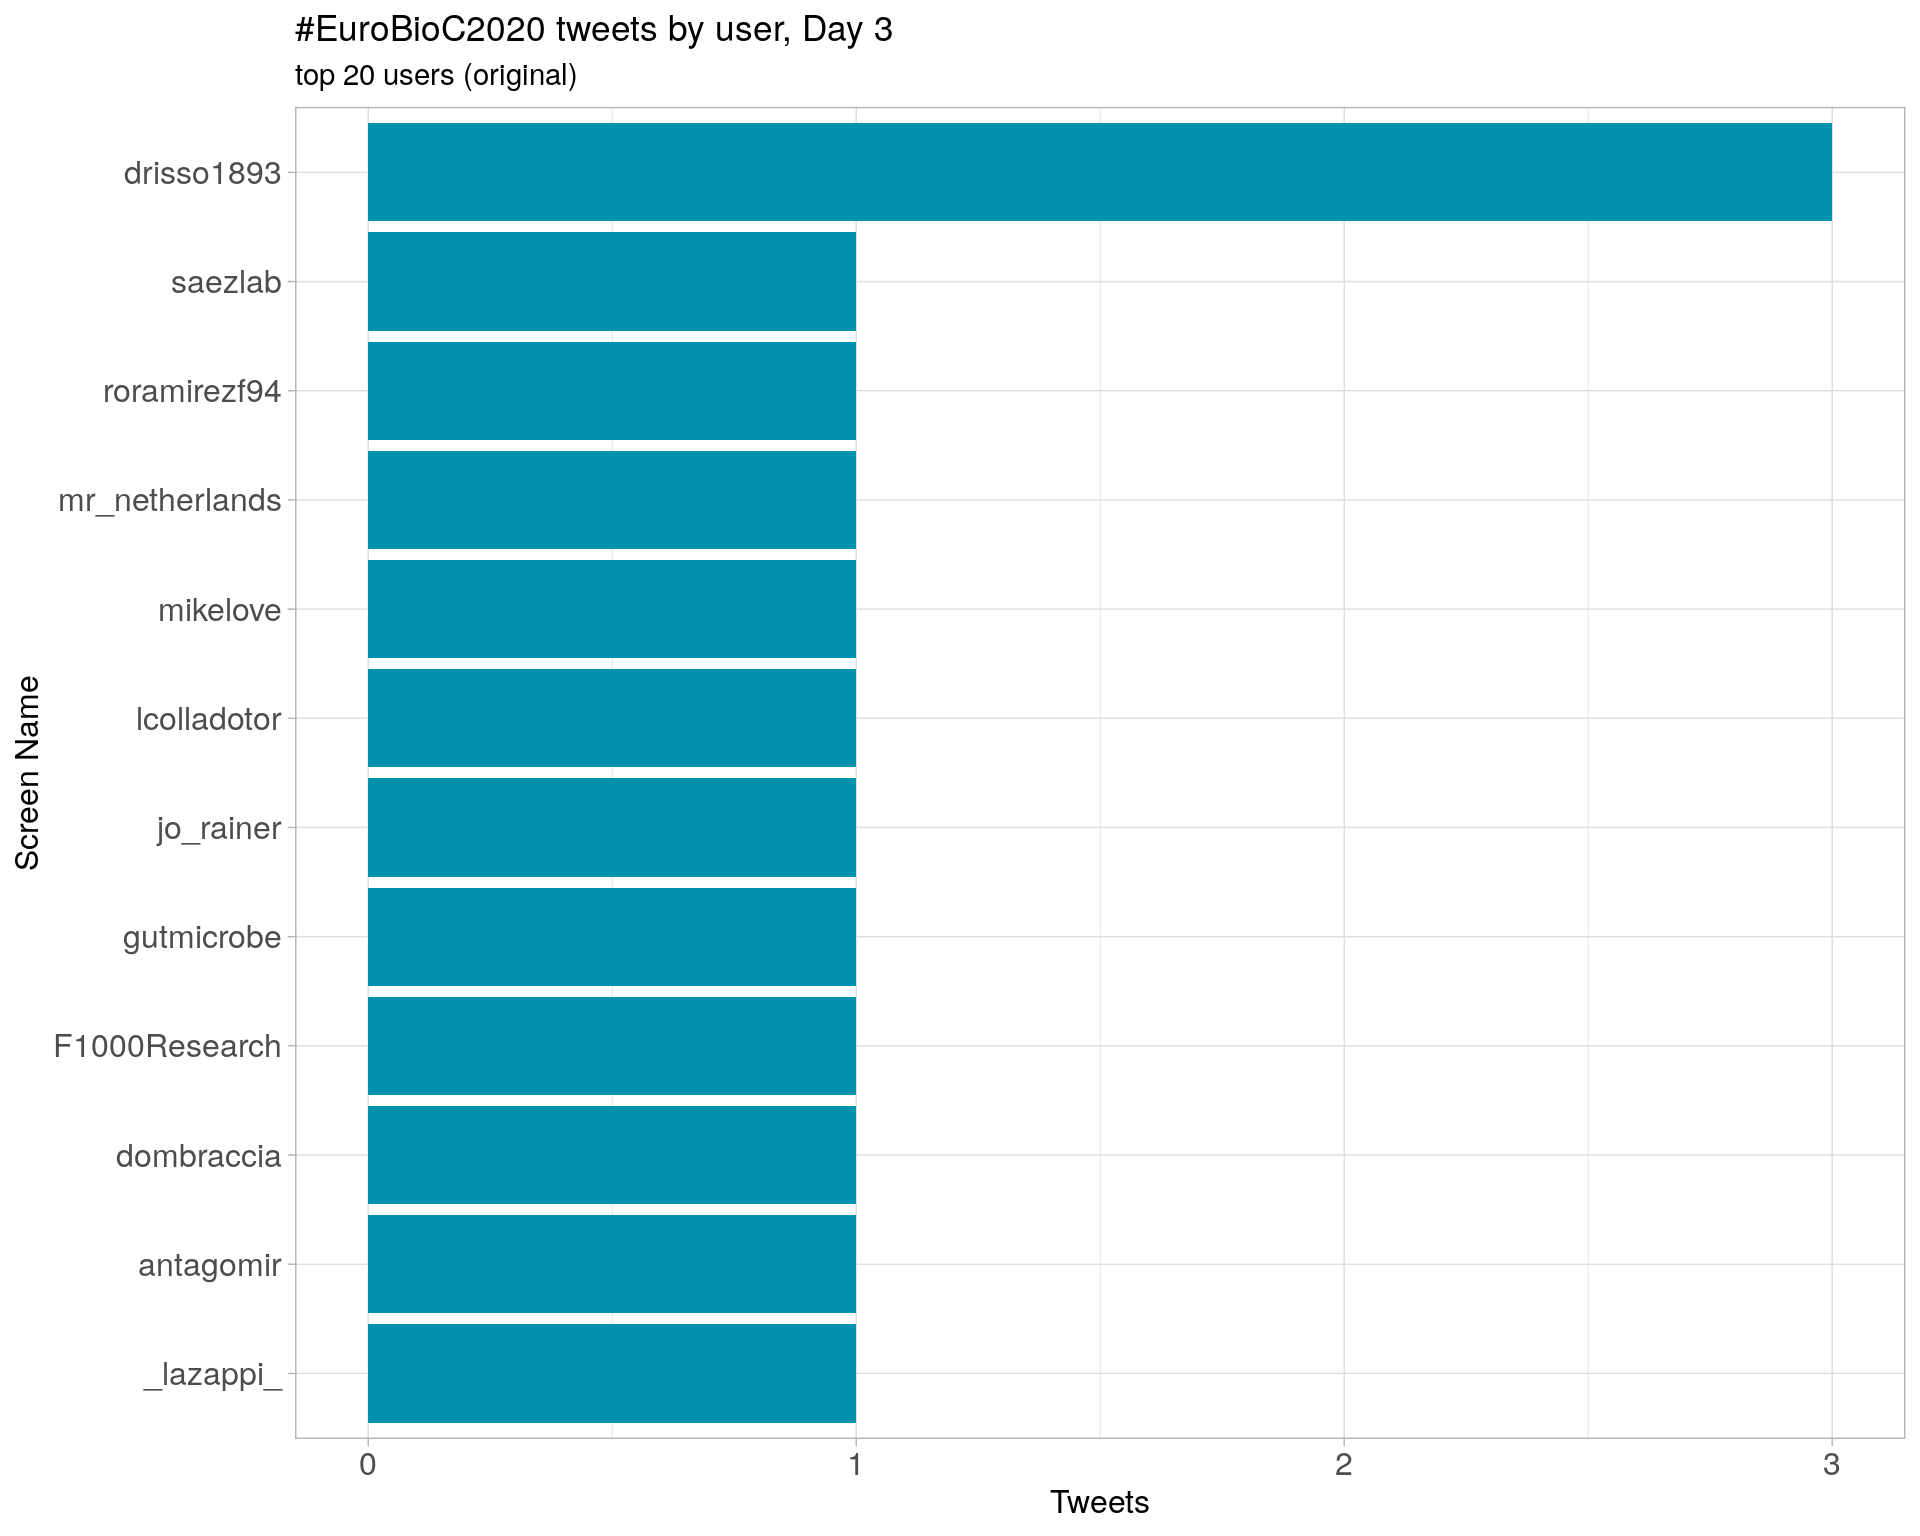 #EuroBioC2020 tweets by user, Day 3
top 20 users (original)
drisso1893
saezlab
roramirezf94
mr_netherlands
mikelove
lcolladotor
jo_rainer
gutmicrobe
F1000Research
dombraccia
antagomir
_lazappi_
Screen Name
0 1 2 3
Tweets